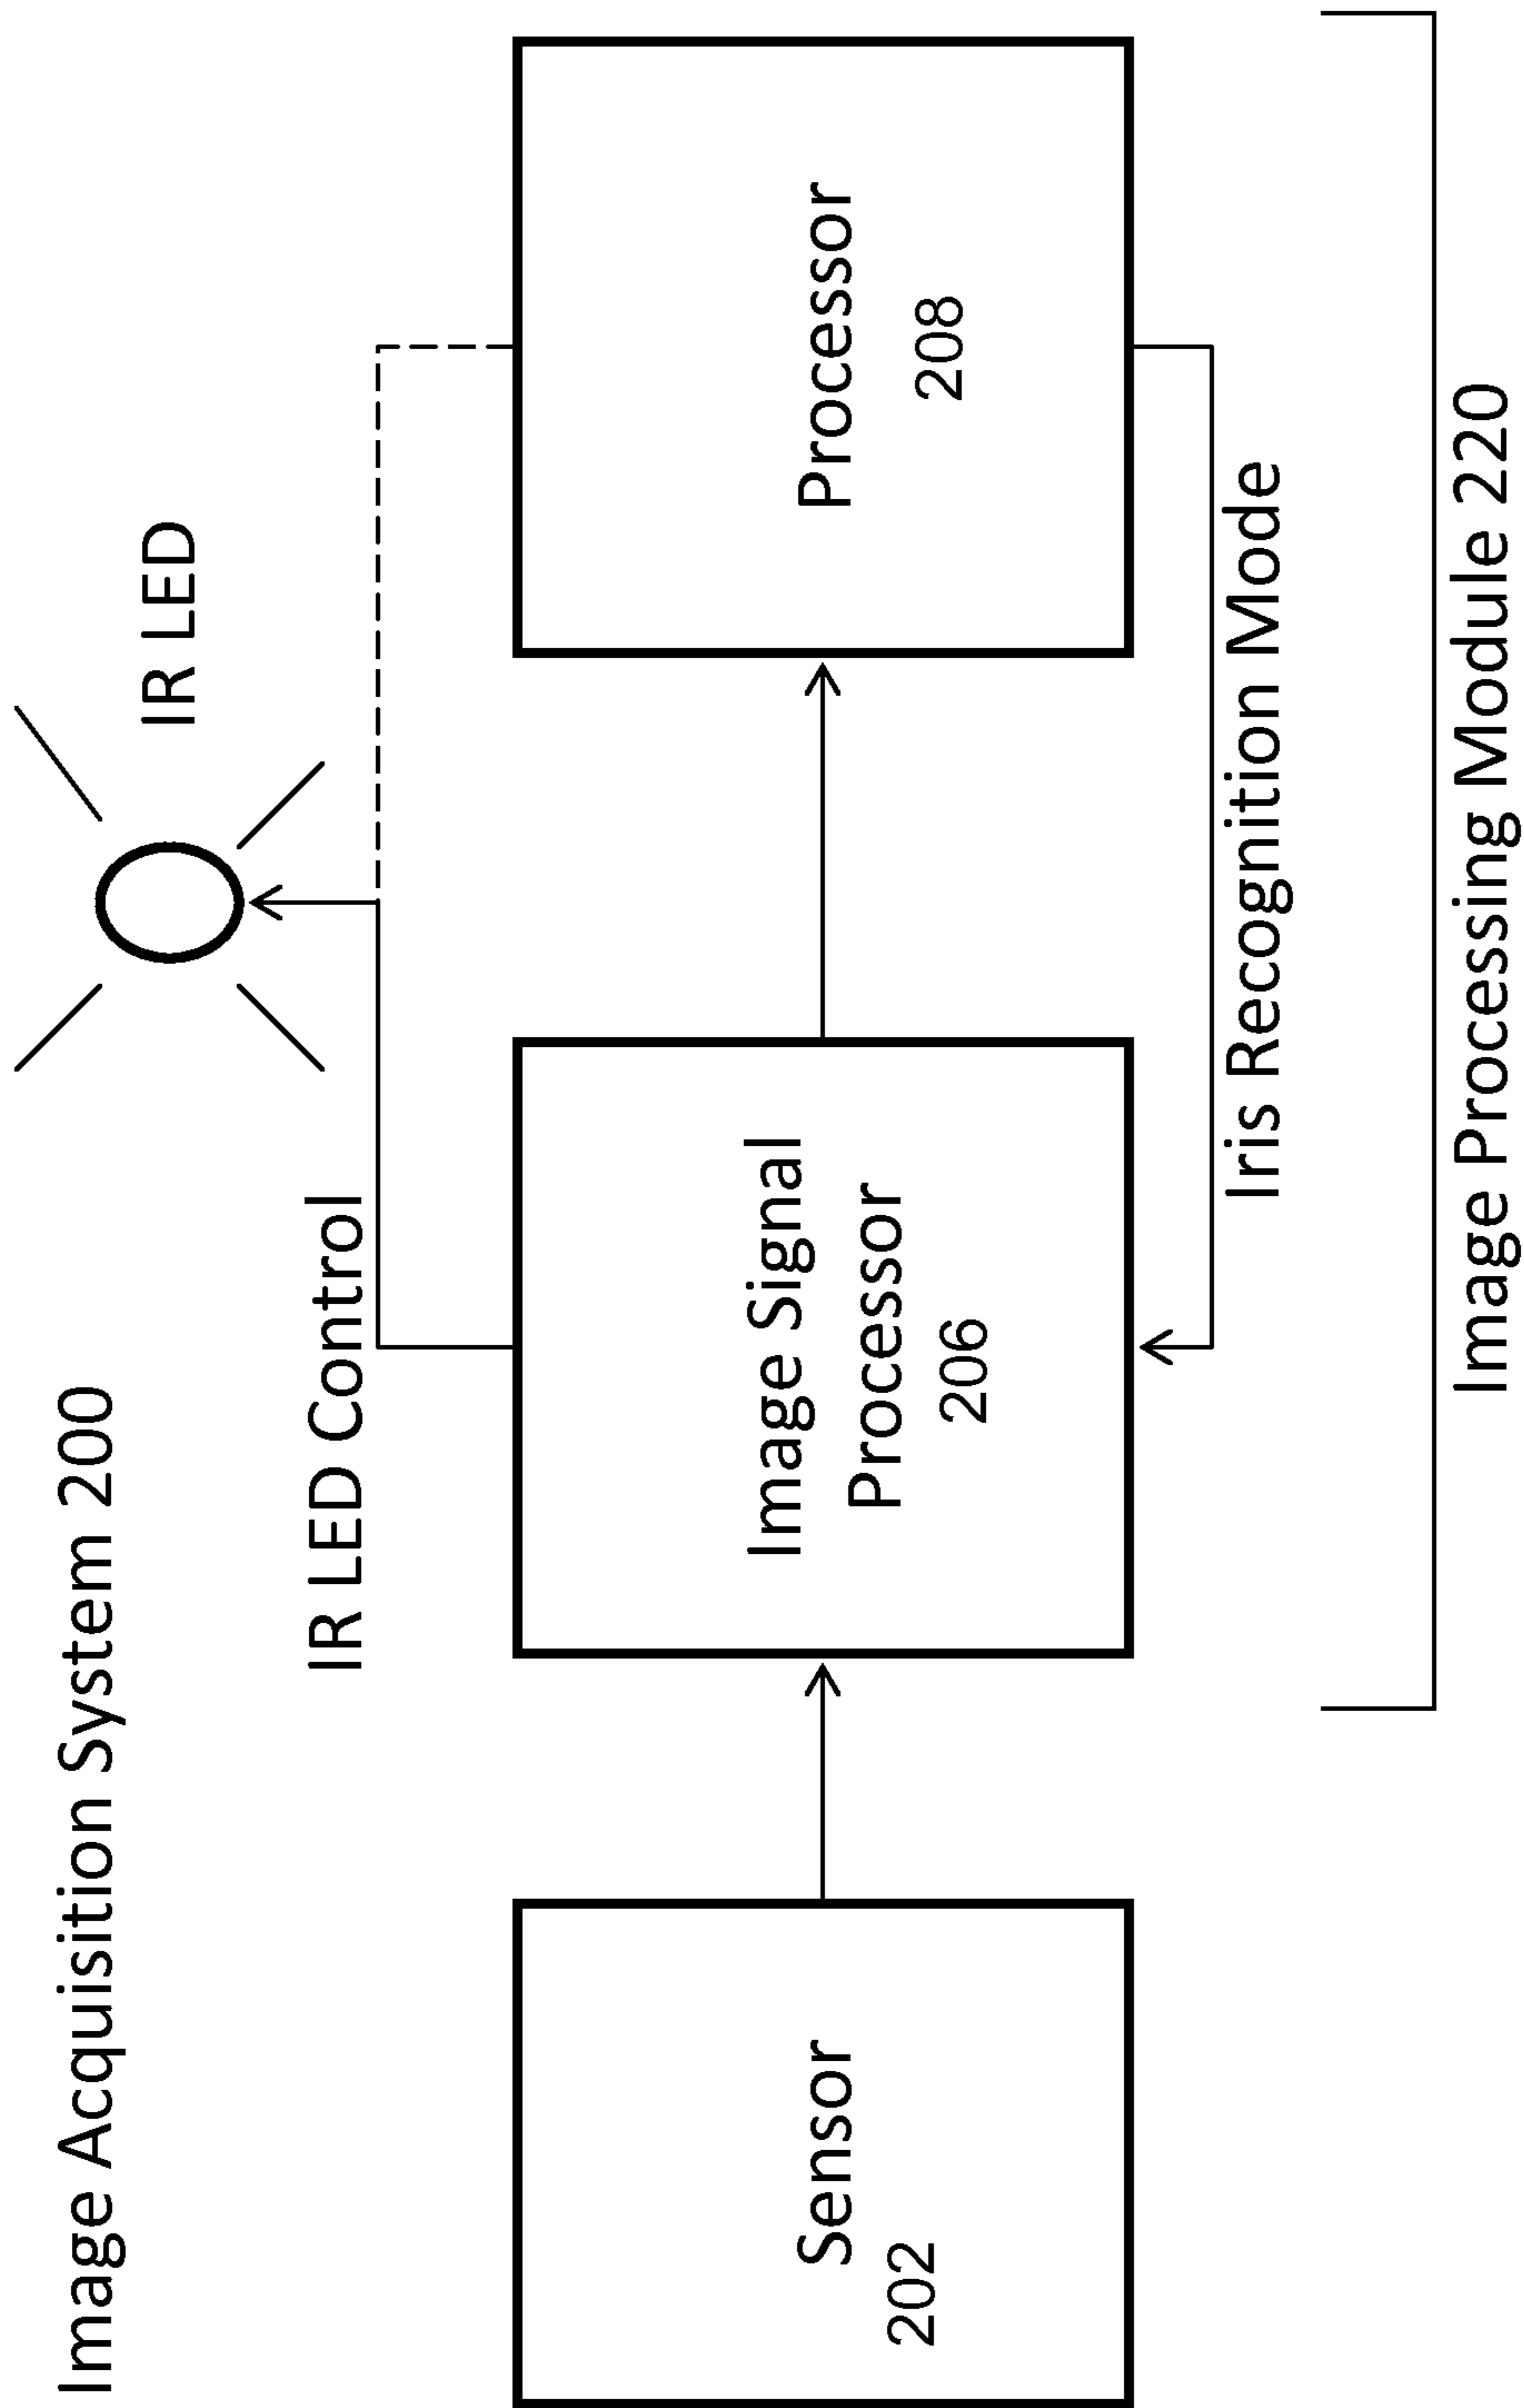 Image Acquisition System 200
IR LED
IR LED Control
Sensor
202
Image Signal
Processor
206
Processor
208
Iris Recognition Mode
Image Processing Module 220